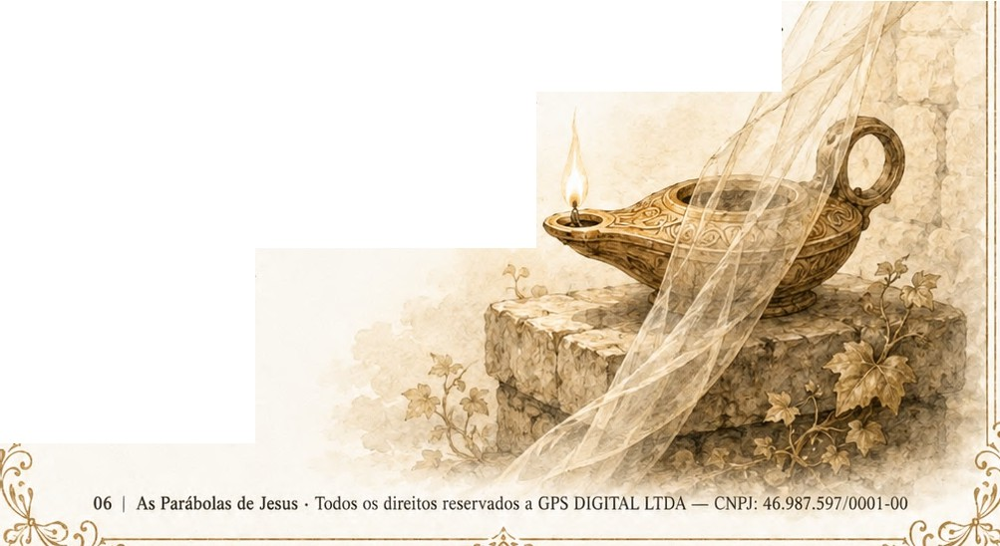 06 | As Parábolas de Jesus · Todos os direitos reservados a GPS DIGITAL LTDA — CNPJ: 46.987.597/0001-00